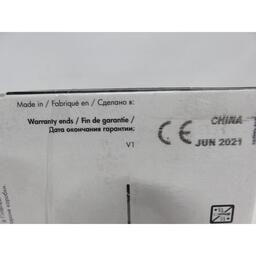 Made in / Fabriqué en / Сделано в:
CHINA
Warranty ends / Fin de garantie /
Дата окончания гарантии:
CE JUN 2021
V1